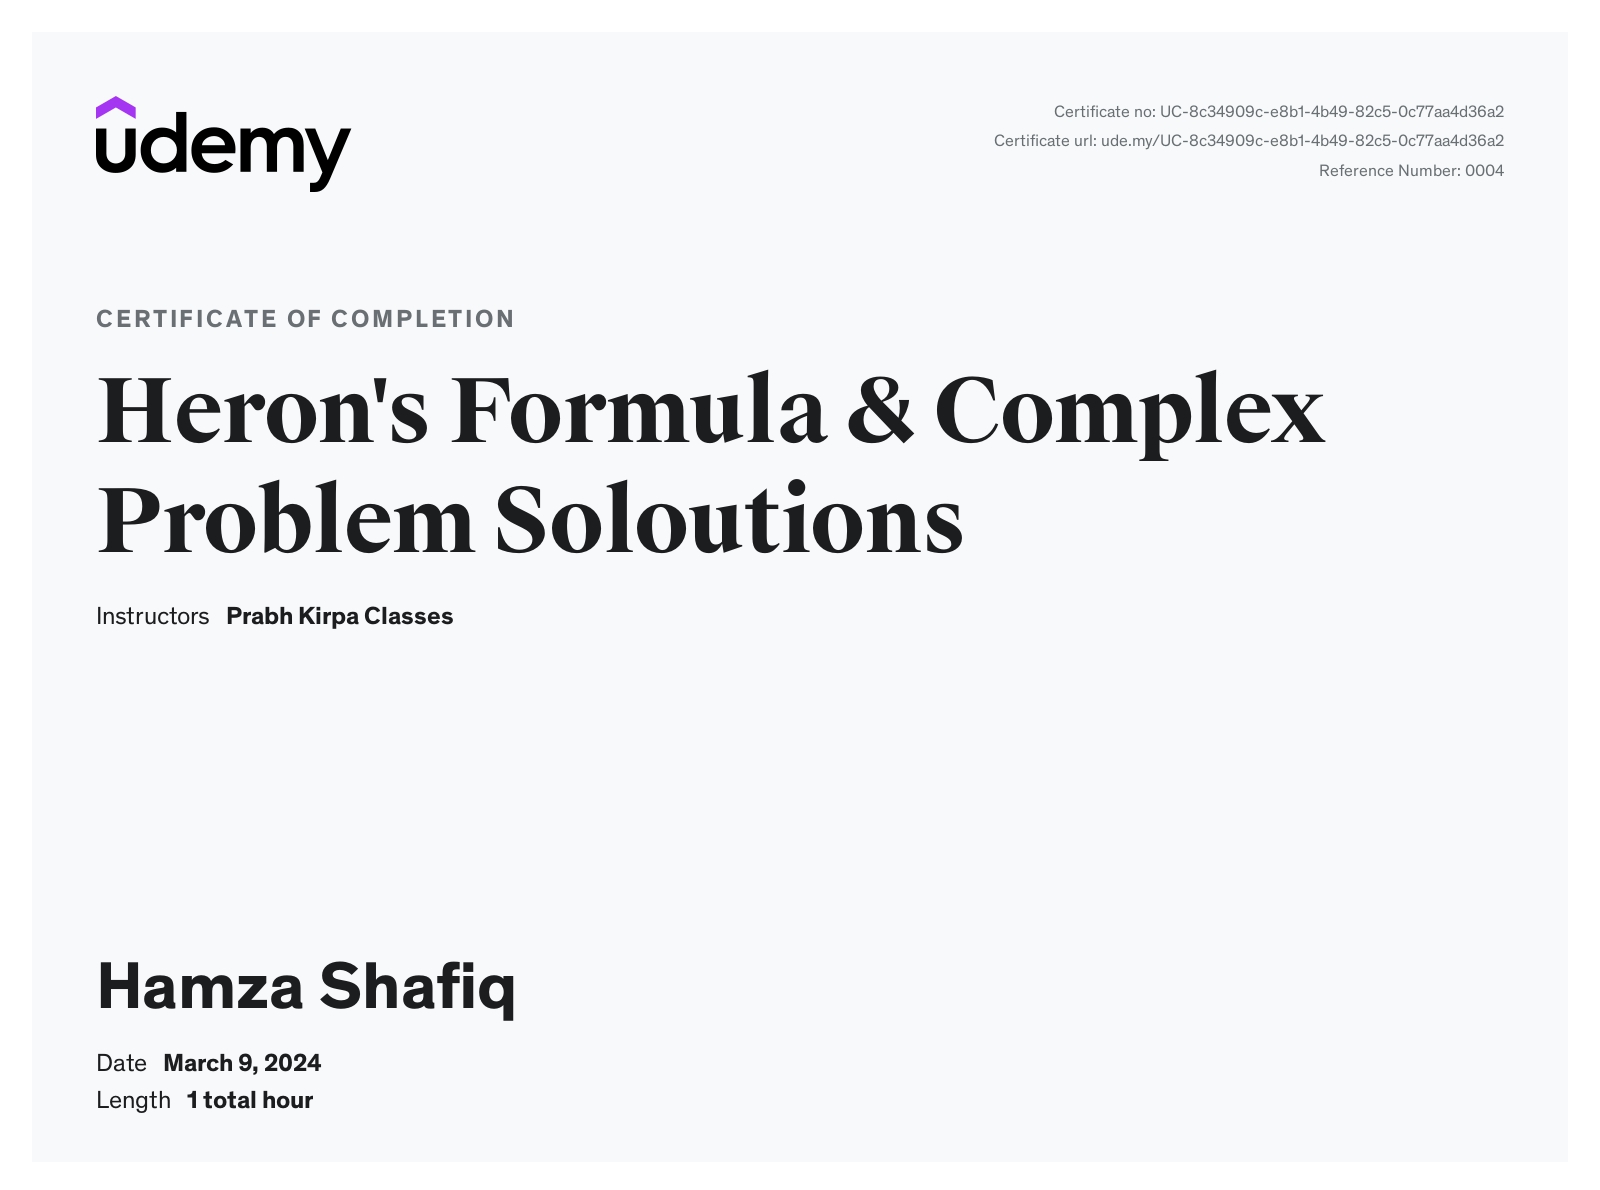 udemy
Certificate no: UC-8c34909c-e8b1-4b49-82c5-0c77aa4d36a2
Certificate url: ude.my/UC-8c34909c-e8b1-4b49-82c5-0c77aa4d36a2
Reference Number: 0004
CERTIFICATE OF COMPLETION
Heron's Formula & Complex
Problem Soloutions
Instructors Prabh Kirpa Classes
Hamza Shafiq
Date March 9, 2024
Length 1 total hour